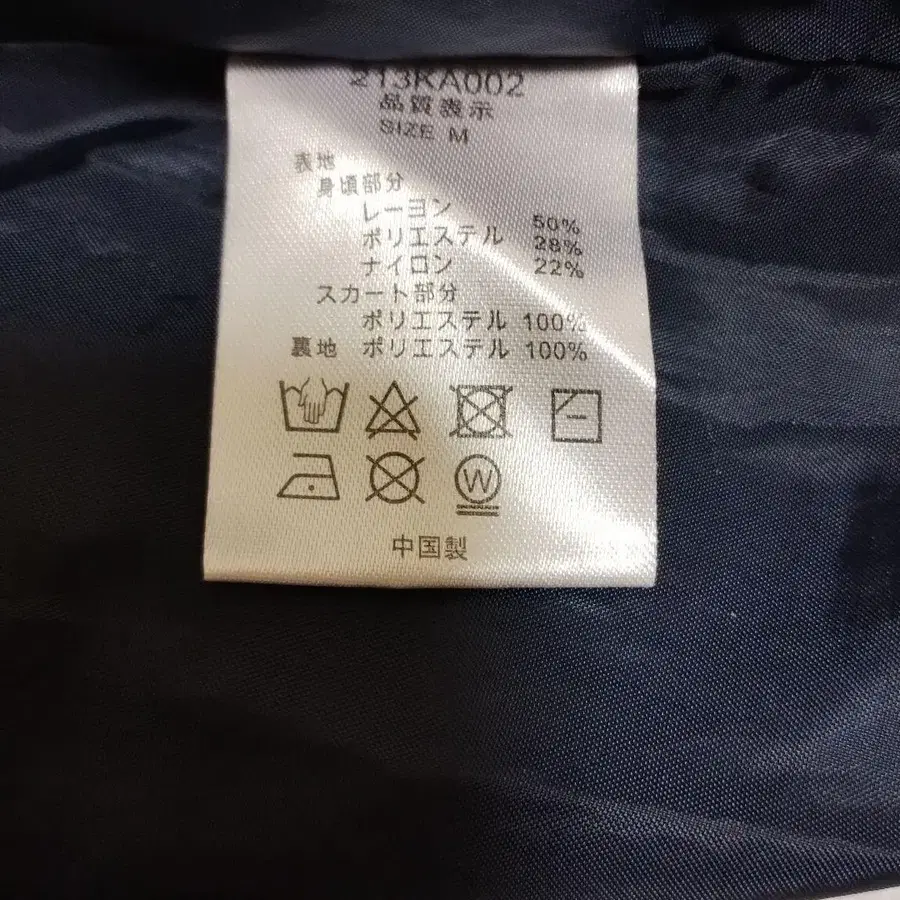 213KA002
品質表示
SIZE M
表地
身頃部分
レーヨン 50%
ポリエステル 28%
ナイロン 22%
スカート部分
ポリエステル 100%
裏地 ポリエステル 100%
W
中国製